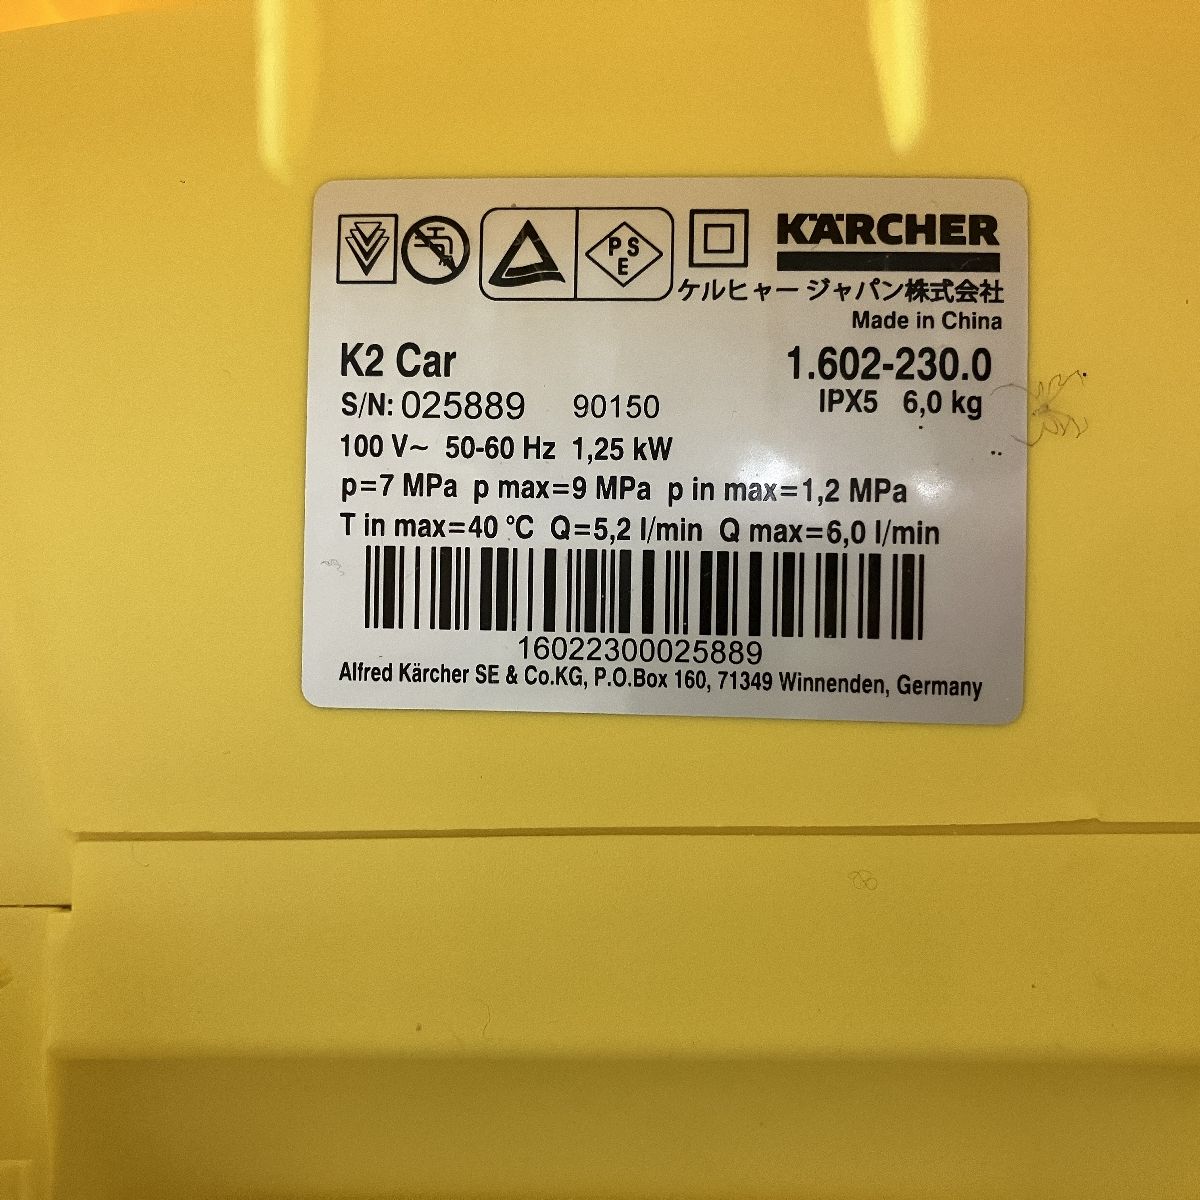 P S E
KÄRCHER
ケルヒャー ジャパン株式会社
Made in China
K2 Car 1.602-230.0
S/N: 025889 90150 IPX5 6,0 kg
100 V~ 50-60 Hz 1,25 kW
p=7 MPa p max=9 MPa p in max=1,2 MPa
T in max=40 °C Q=5,2 l/min Q max=6,0 l/min
16022300025889
Alfred Kärcher SE & Co.KG, P.O.Box 160, 71349 Winnenden, Germany